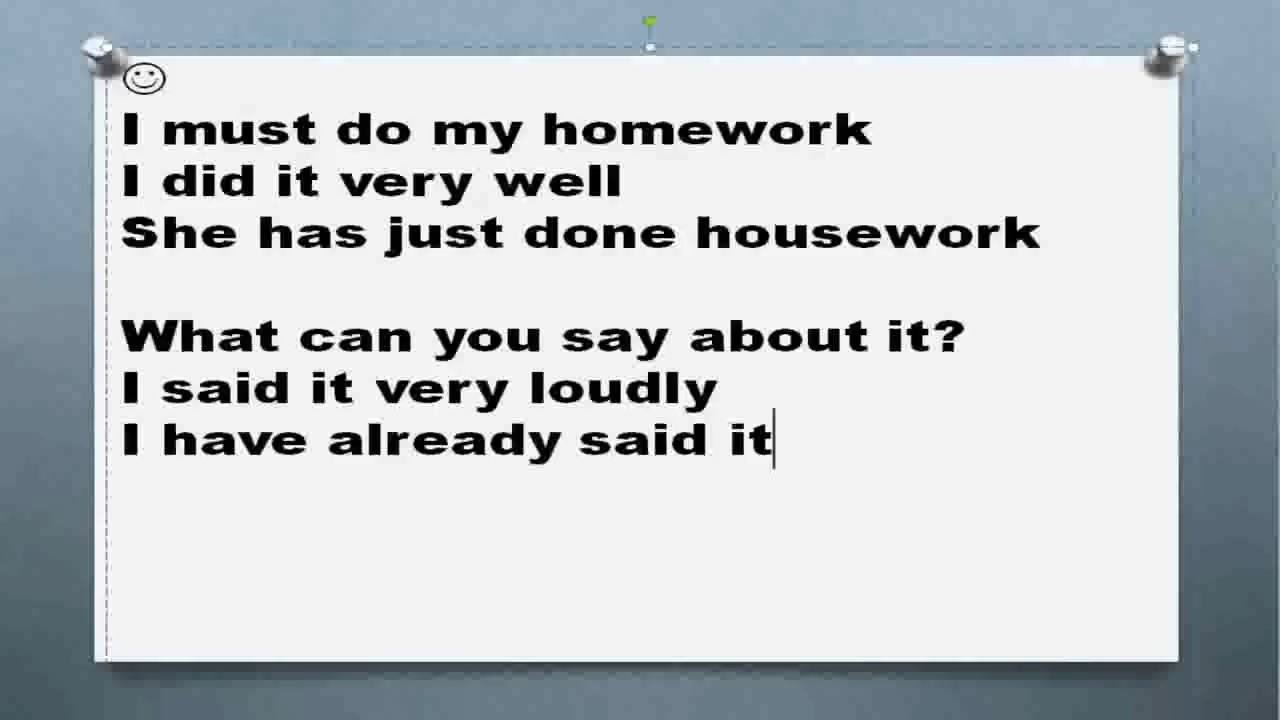 I must do my homework
I did it very well
She has just done housework
What can you say about it?
I said it very loudly
I have already said it